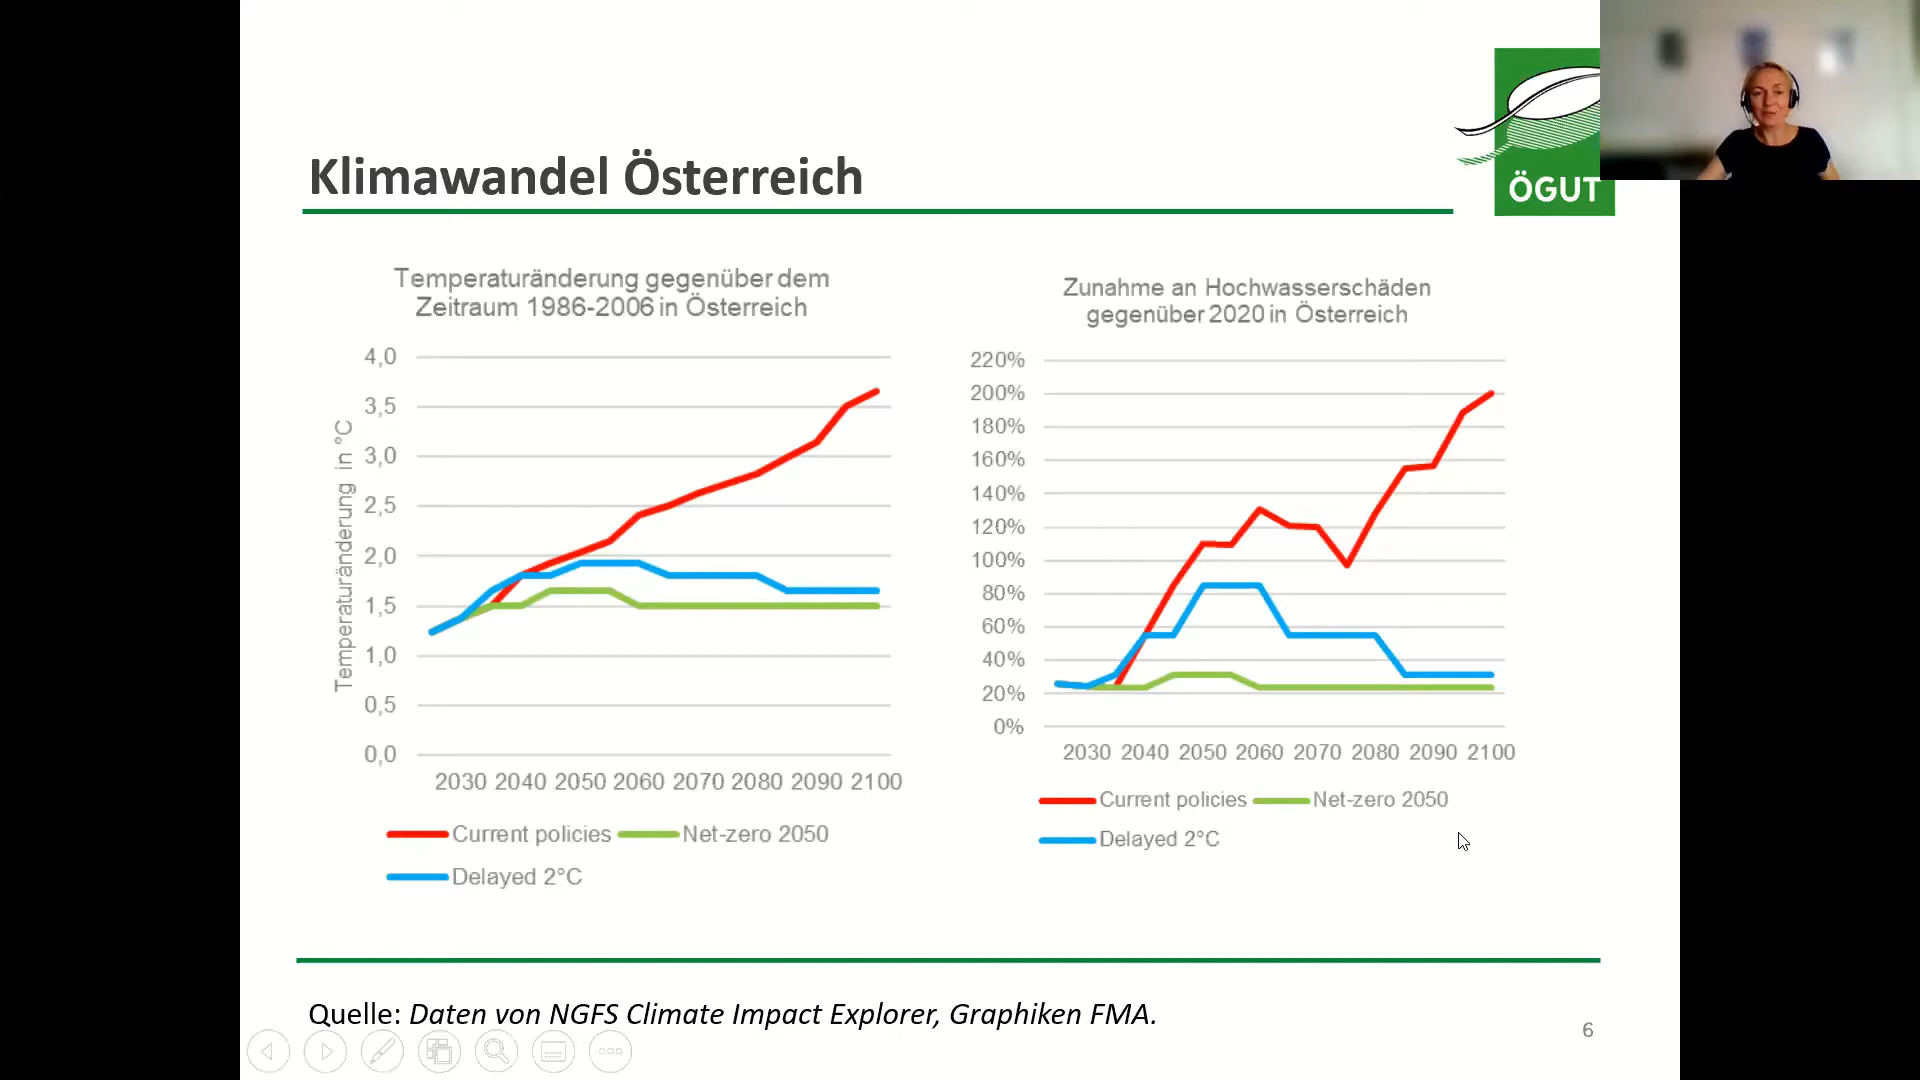 ÖGUT
Klimawandel Österreich
Temperaturänderung gegenüber dem
Zeitraum 1986-2006 in Österreich
Temperaturänderung in °C
4,0
3,5
3,0
2,5
2,0
1,5
1,0
0,5
0,0
2030 2040 2050 2060 2070 2080 2090 2100
Current policies Net-zero 2050
Delayed 2°C
Zunahme an Hochwasserschäden
gegenüber 2020 in Österreich
220%
200%
180%
160%
140%
120%
100%
80%
60%
40%
20%
0%
2030 2040 2050 2060 2070 2080 2090 2100
Current policies Net-zero 2050
Delayed 2°C
Quelle: Daten von NGFS Climate Impact Explorer, Graphiken FMA.
6